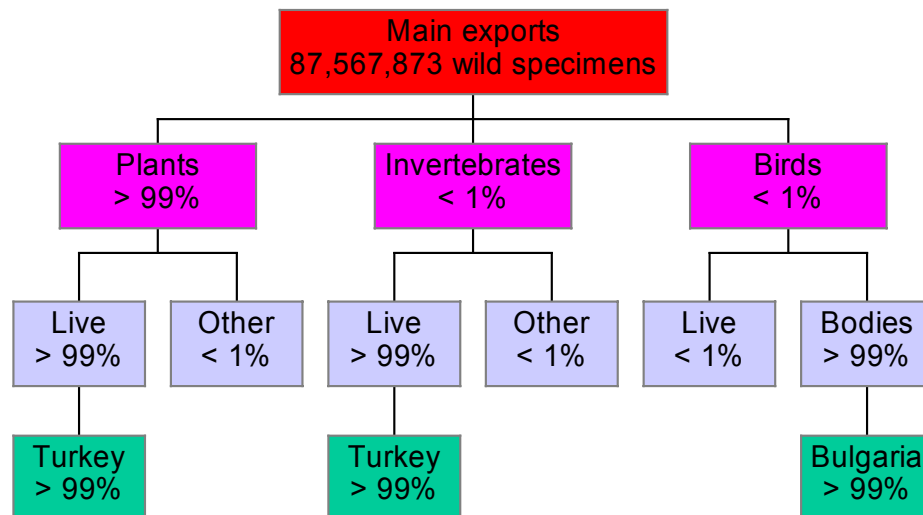 Main exports
87,567,873 wild specimens
Plants
> 99%
Invertebrates
< 1%
Birds
< 1%
Live
> 99%
Other
< 1%
Live
> 99%
Other
< 1%
Live
< 1%
Bodies
> 99%
Turkey
> 99%
Turkey
> 99%
Bulgaria
> 99%